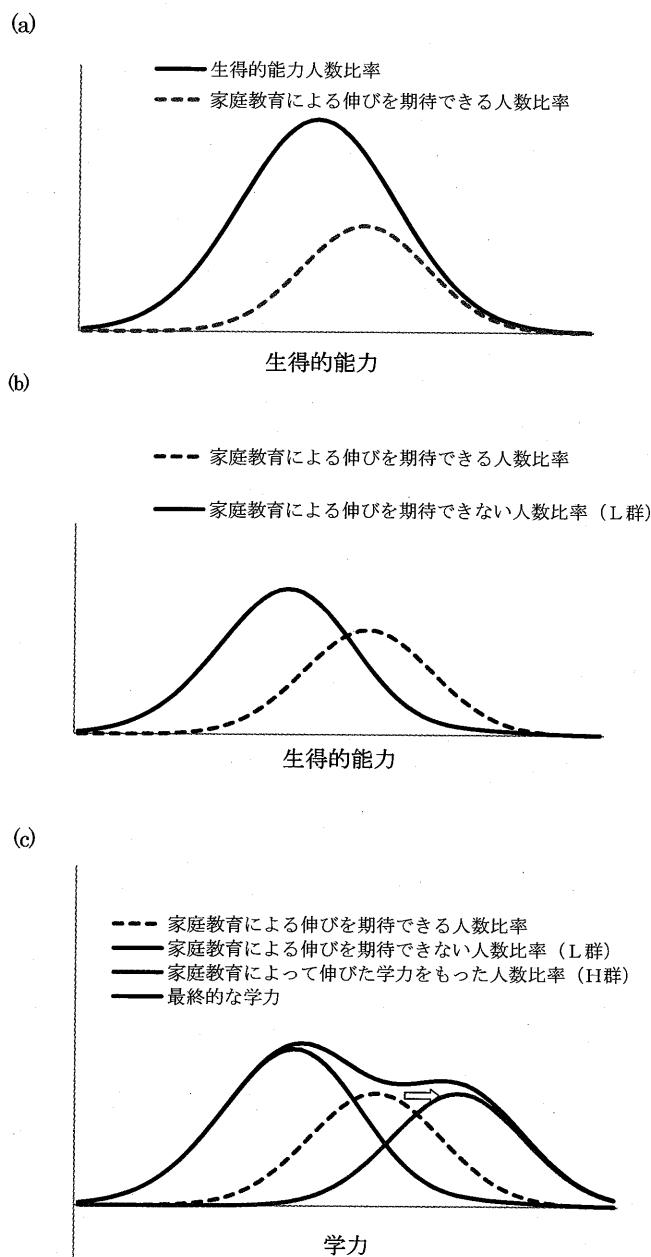 (a)
生得的能力人数比率
家庭教育による伸びを期待できる人数比率
生得的能力
(b)
家庭教育による伸びを期待できる人数比率
家庭教育による伸びを期待できない人数比率（L群）
生得的能力
(c)
家庭教育による伸びを期待できる人数比率
家庭教育による伸びを期待できない人数比率（L群）
家庭教育によって伸びた学力をもった人数比率（H群）
最終的な学力
学力